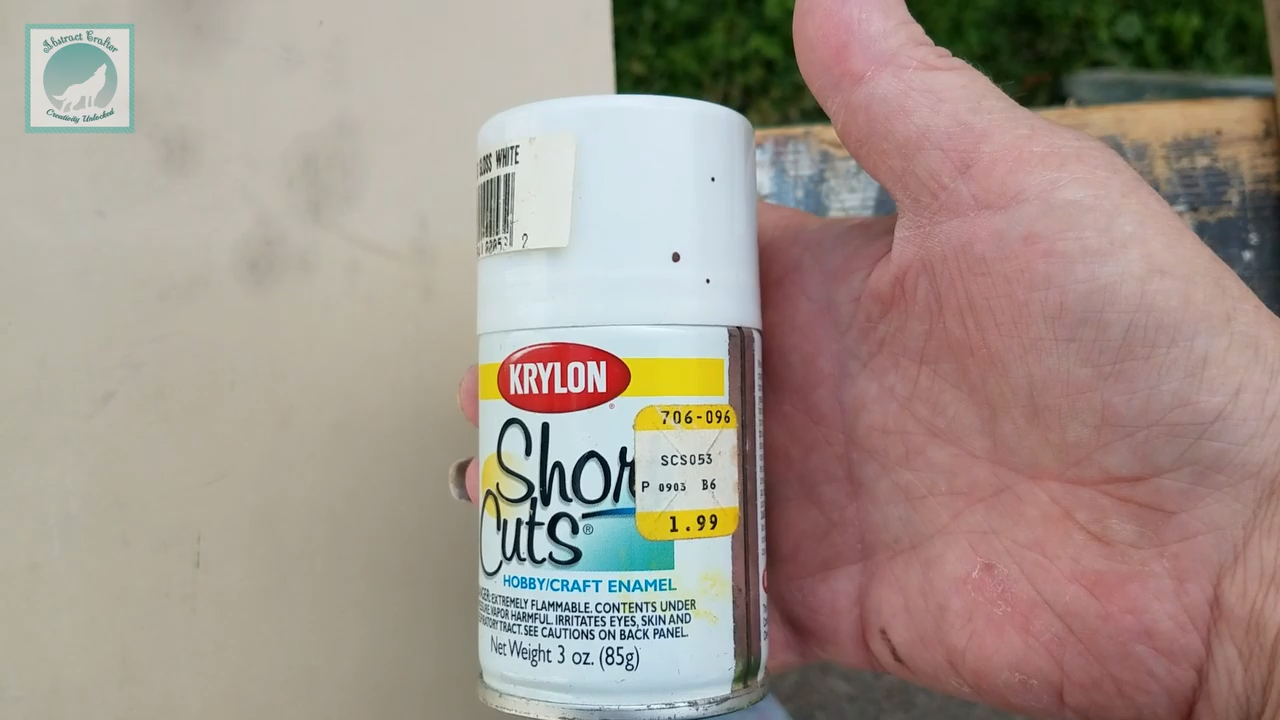 Abstract Crafter
Creativity Unlocked
GLOSS WHITE
2
KRYLON
®
Short
Cuts®
706-096
SCS053
P 0903 B6
1.99
HOBBY/CRAFT ENAMEL
EXTREMELY FLAMMABLE. CONTENTS UNDER
VAPOR HARMFUL. IRRITATES EYES, SKIN AND
TRACT. SEE CAUTIONS ON BACK PANEL.
Net Weight 3 oz. (85g)